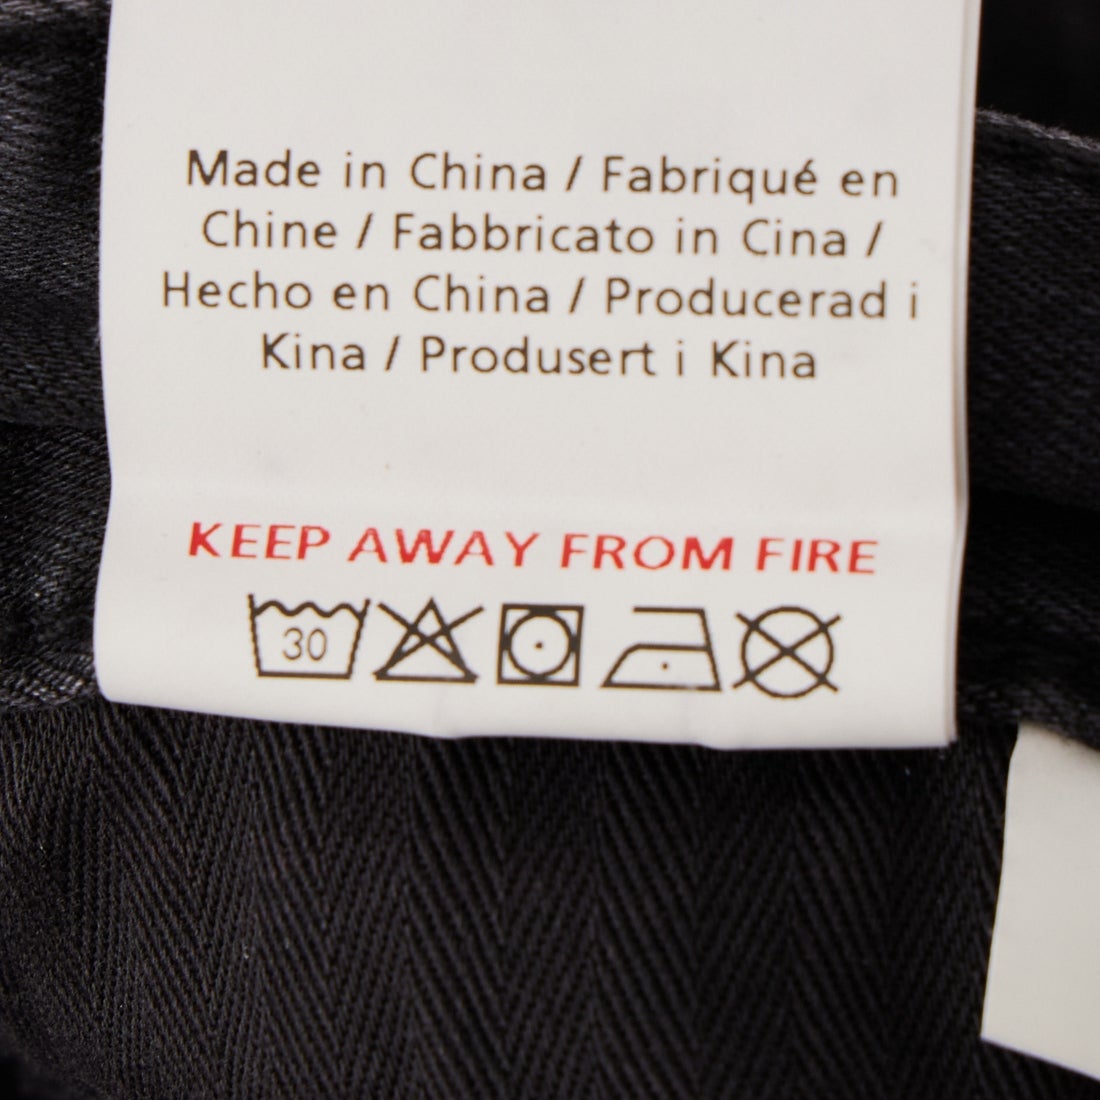 Made in China / Fabriqué en
Chine / Fabbricato in Cina /
Hecho en China / Producerad i
Kina / Produsert i Kina
KEEP AWAY FROM FIRE
30